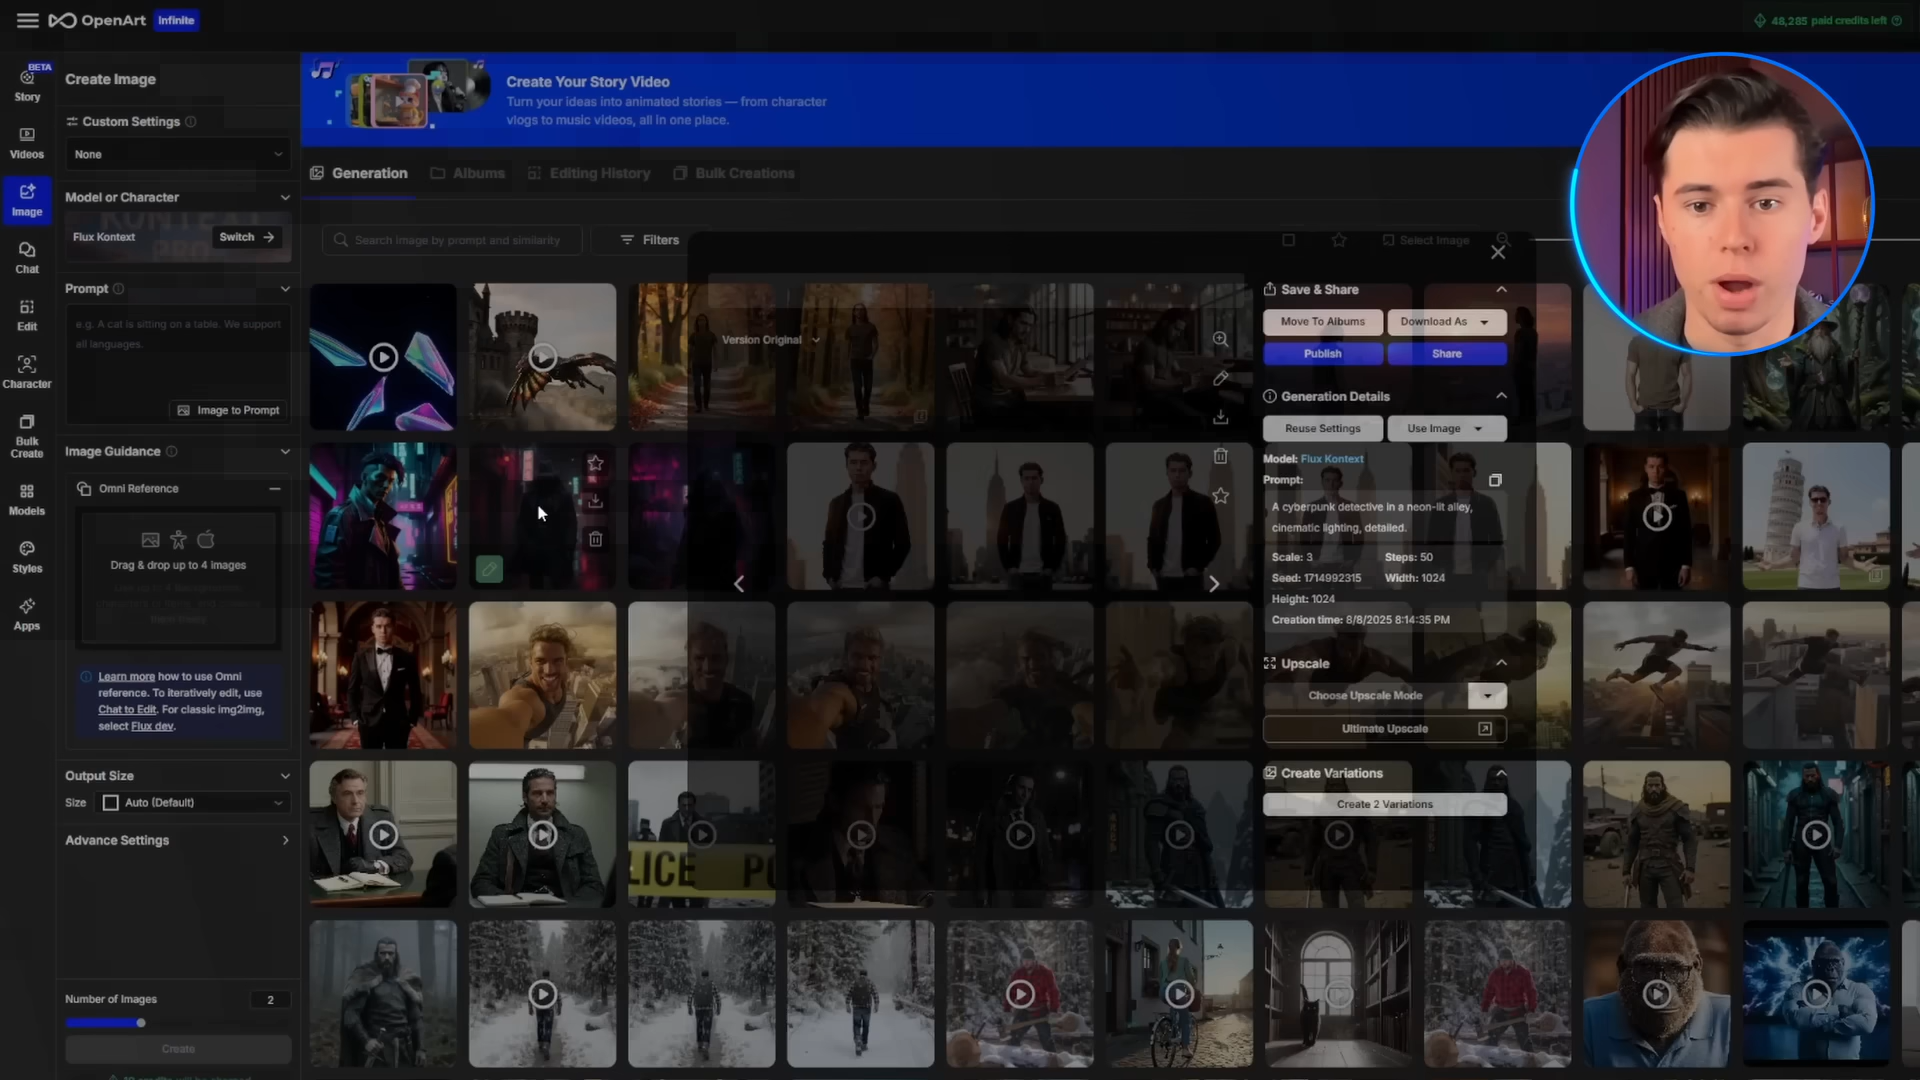 OpenArt
Infinite
48,285 paid credits left
BETA
Story
Videos
Image
Chat
Edit
Character
Bulk
Create
Models
Styles
Apps
Create Image
Custom Settings
None
Model or Character
Flux Kontext
Switch
Prompt
e.g. A cat is sitting on a table. We support
all languages.
Image to Prompt
Image Guidance
Omni Reference
Drag & drop up to 4 images
Learn more how to use Omni
reference. To iteratively edit, use
Chat to Edit. For classic img2img,
select Flux dev.
Output Size
Size
Auto (Default)
Advance Settings
Number of Images
2
Create
Create Your Story Video
Turn your ideas into animated stories — from character
vlogs to music videos, all in one place.
Generation
Albums
Editing History
Bulk Creations
Search image by prompt and similarity
Filters
Select Image
Version Original
Save & Share
Move To Albums
Download As
Publish
Share
Generation Details
Reuse Settings
Use Image
Model: Flux Kontext
Prompt:
A cyberpunk detective in a neon-lit alley,
cinematic lighting, detailed.
Scale: 3
Steps: 50
Seed: 1714992315
Width: 1024
Height: 1024
Creation time: 8/8/2025 8:14:35 PM
Upscale
Choose Upscale Mode
Ultimate Upscale
Create Variations
Create 2 Variations
LICE